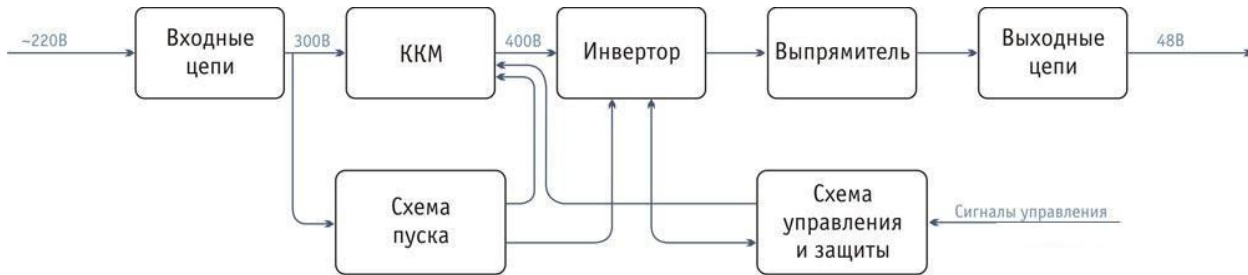 ~220В
Входные
цепи
300В
ККМ
400В
Инвертор
Выпрямитель
Выходные
цепи
48В
Схема
пуска
Схема
управления
и защиты
Сигналы управления